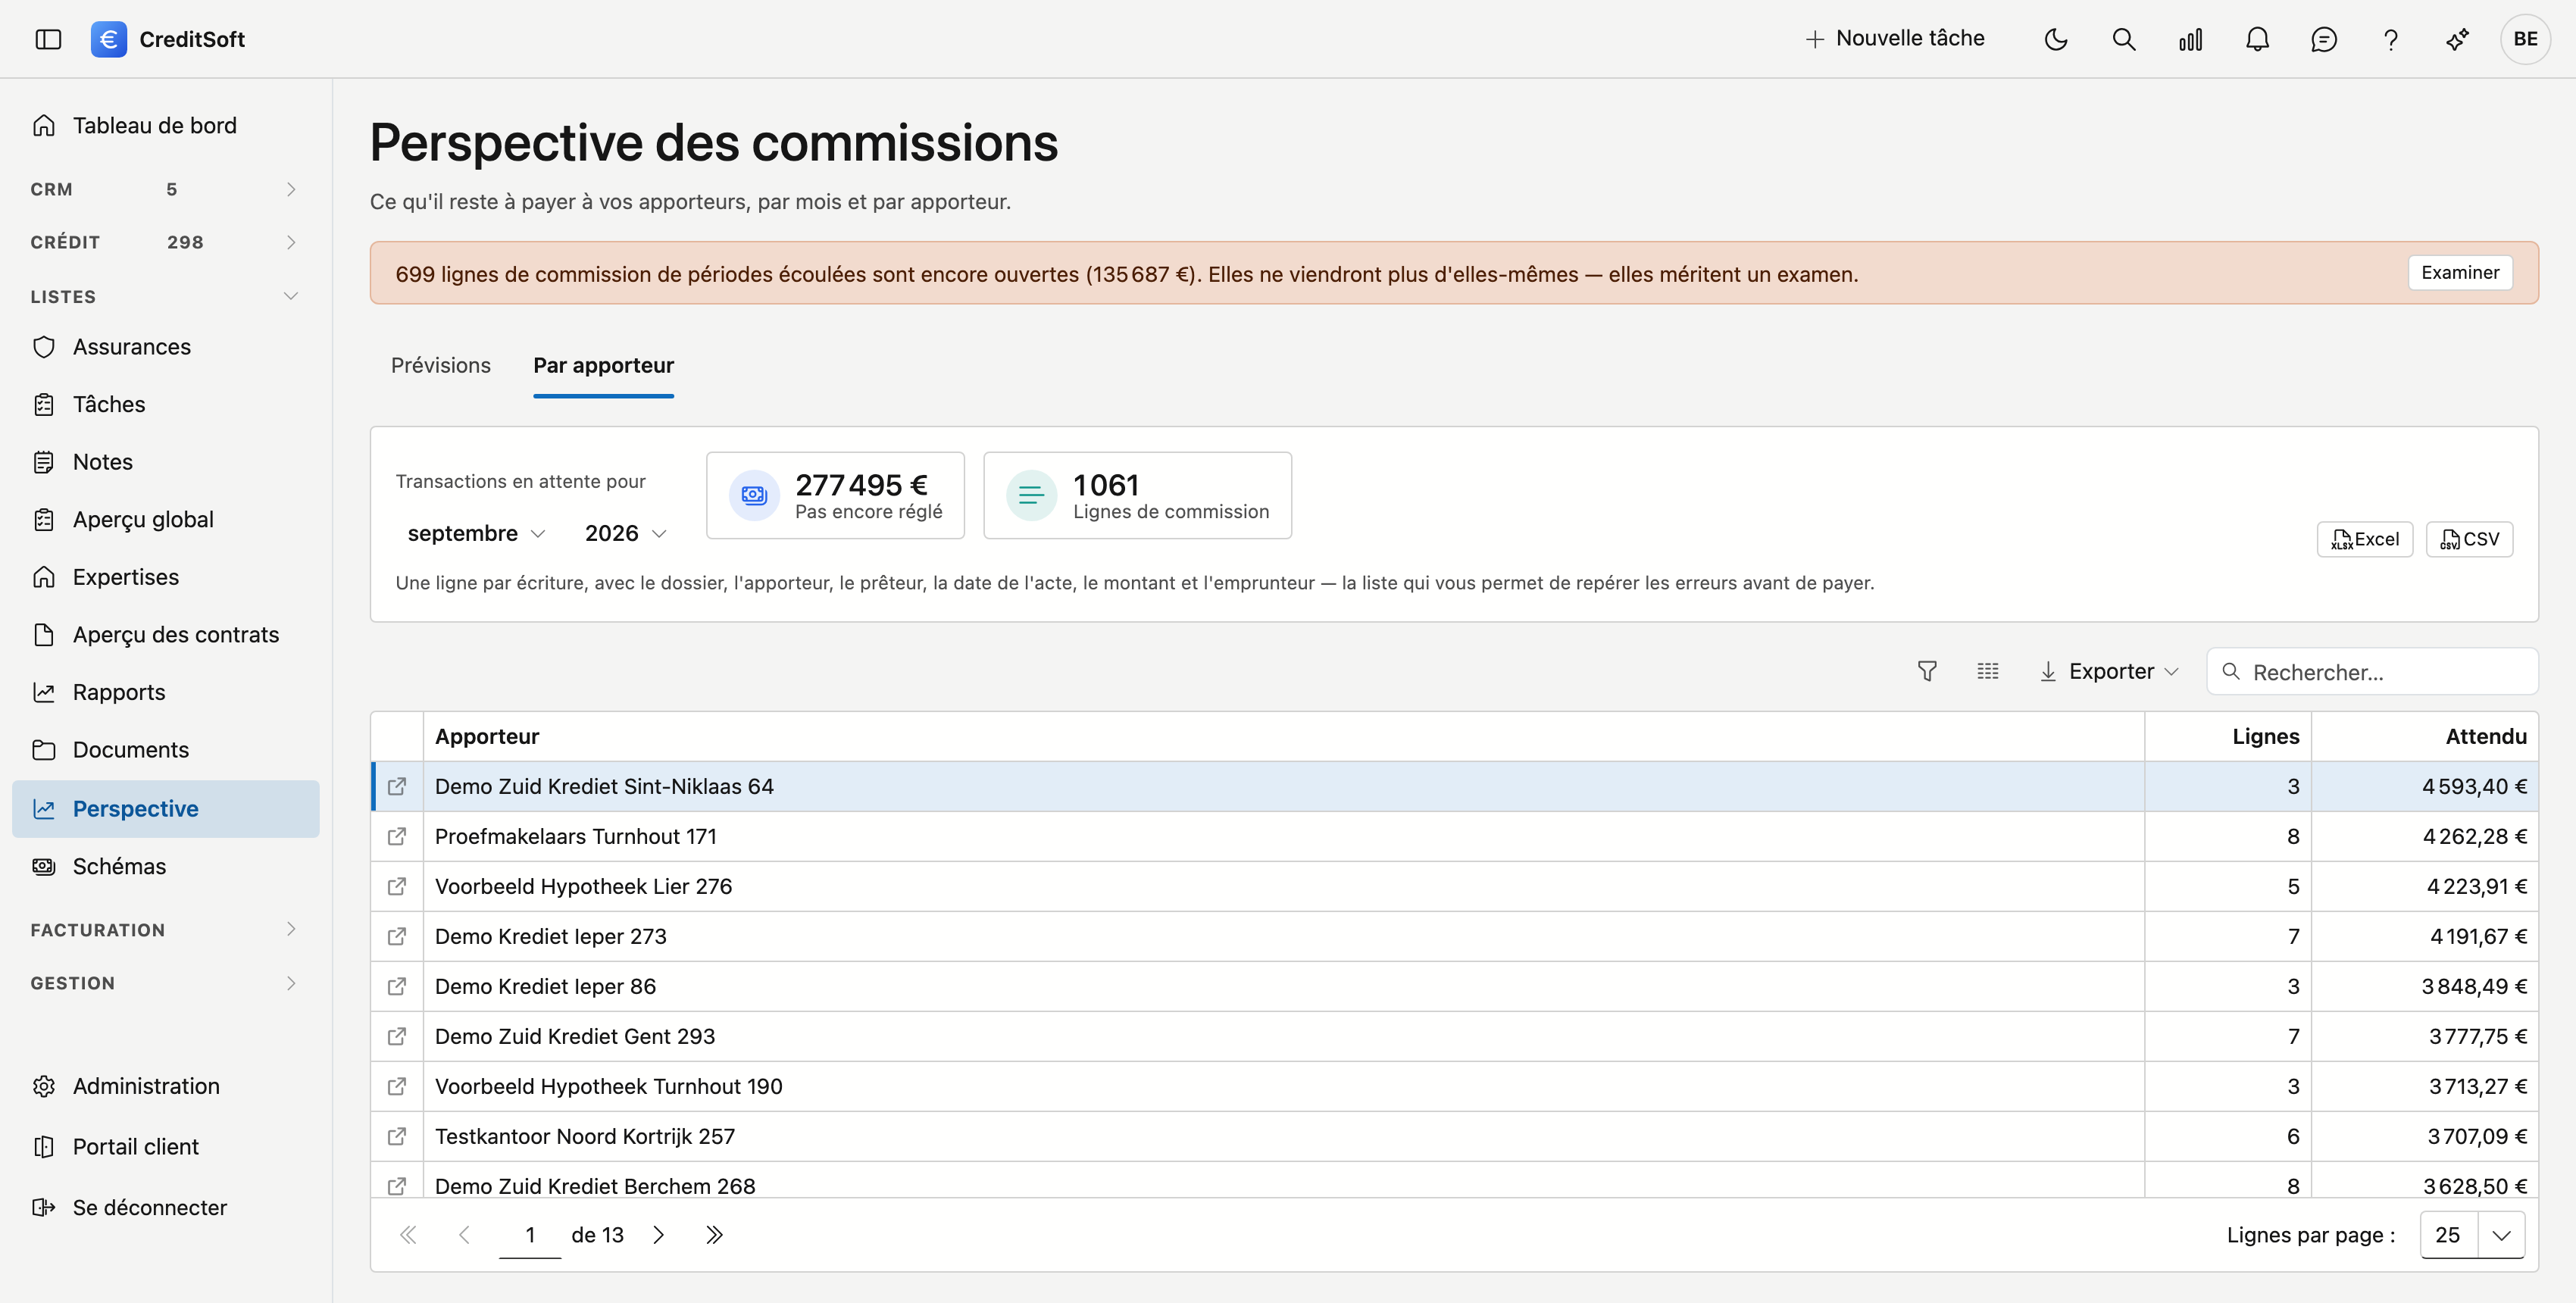 CreditSoft
Nouvelle tâche
BE
Tableau de bord
CRM 5
CRÉDIT 298
LISTES
Assurances
Tâches
Notes
Aperçu global
Expertises
Aperçu des contrats
Rapports
Documents
Perspective
Schémas
FACTURATION
GESTION
Administration
Portail client
Se déconnecter
Perspective des commissions
Ce qu'il reste à payer à vos apporteurs, par mois et par apporteur.
699 lignes de commission de périodes écoulées sont encore ouvertes (135 687 €). Elles ne viendront plus d'elles-mêmes — elles méritent un examen.
Examiner
Prévisions Par apporteur
Transactions en attente pour
septembre 2026
277 495 €
Pas encore réglé
1 061
Lignes de commission
XLSX Excel
CSV CSV
Une ligne par écriture, avec le dossier, l'apporteur, le prêteur, la date de l'acte, le montant et l'emprunteur — la liste qui vous permet de repérer les erreurs avant de payer.
Exporter
Rechercher...
Apporteur Lignes Attendu
Demo Zuid Krediet Sint-Niklaas 64 3 4 593,40 €
Proefmakelaars Turnhout 171 8 4 262,28 €
Voorbeeld Hypotheek Lier 276 5 4 223,91 €
Demo Krediet Ieper 273 7 4 191,67 €
Demo Krediet Ieper 86 3 3 848,49 €
Demo Zuid Krediet Gent 293 7 3 777,75 €
Voorbeeld Hypotheek Turnhout 190 3 3 713,27 €
Testkantoor Noord Kortrijk 257 6 3 707,09 €
Demo Zuid Krediet Berchem 268 8 3 628,50 €
1 de 13
Lignes par page : 25